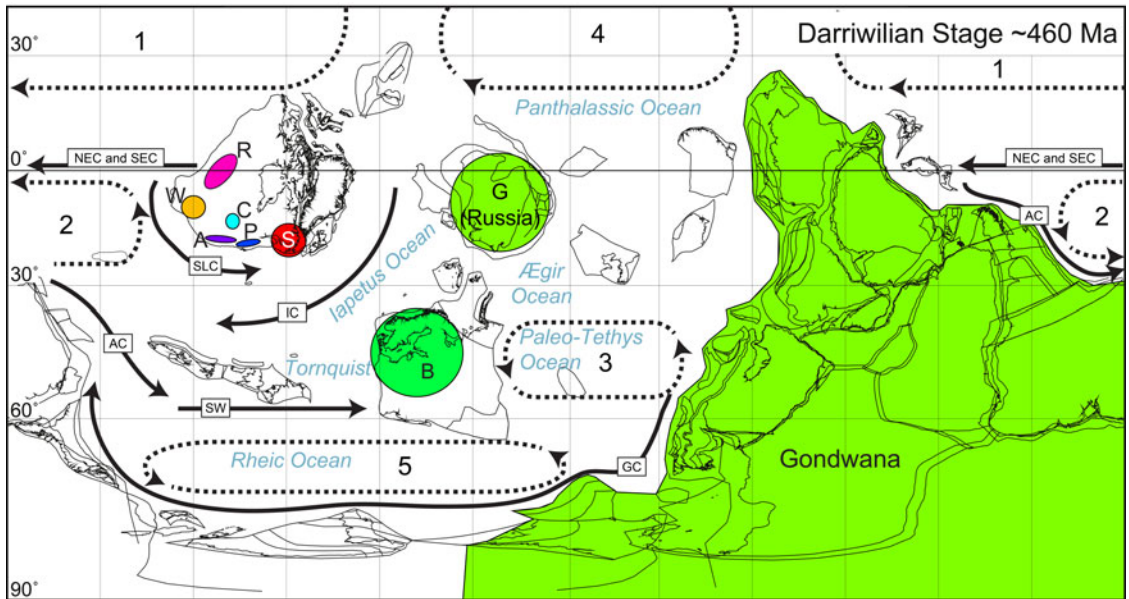 1
4
Darriwilian Stage ~460 Ma
30°
1
Panthalassic Ocean
0°
NEC and SEC
R
NEC and SEC
G
(Russia)
W
2
C
A
P
S
AC
2
SLC
Iapetus Ocean
30°
Ægir
Ocean
IC
AC
Tornquist
B
Paleo-Tethys
Ocean
3
SW
60°
Rheic Ocean
5
GC
Gondwana
90°